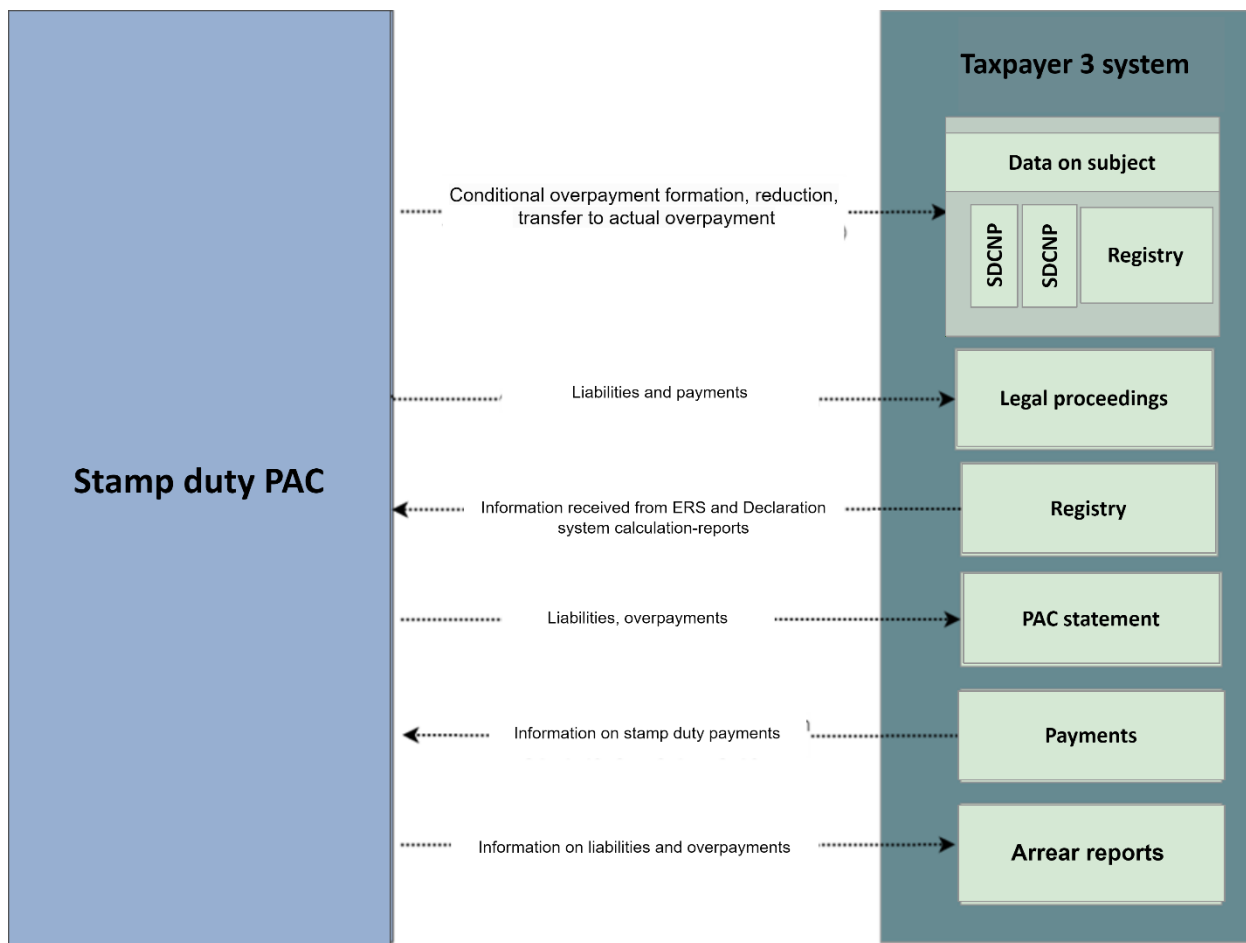 Stamp duty PAC
Taxpayer 3 system
Conditional overpayment formation, reduction,
transfer to actual overpayment
Data on subject
SDCNP
SDCNP
Registry
Liabilities and payments
Legal proceedings
Information received from ERS and Declaration
system calculation-reports
Registry
Liabilities, overpayments
PAC statement
Information on stamp duty payments
Payments
Information on liabilities and overpayments
Arrear reports